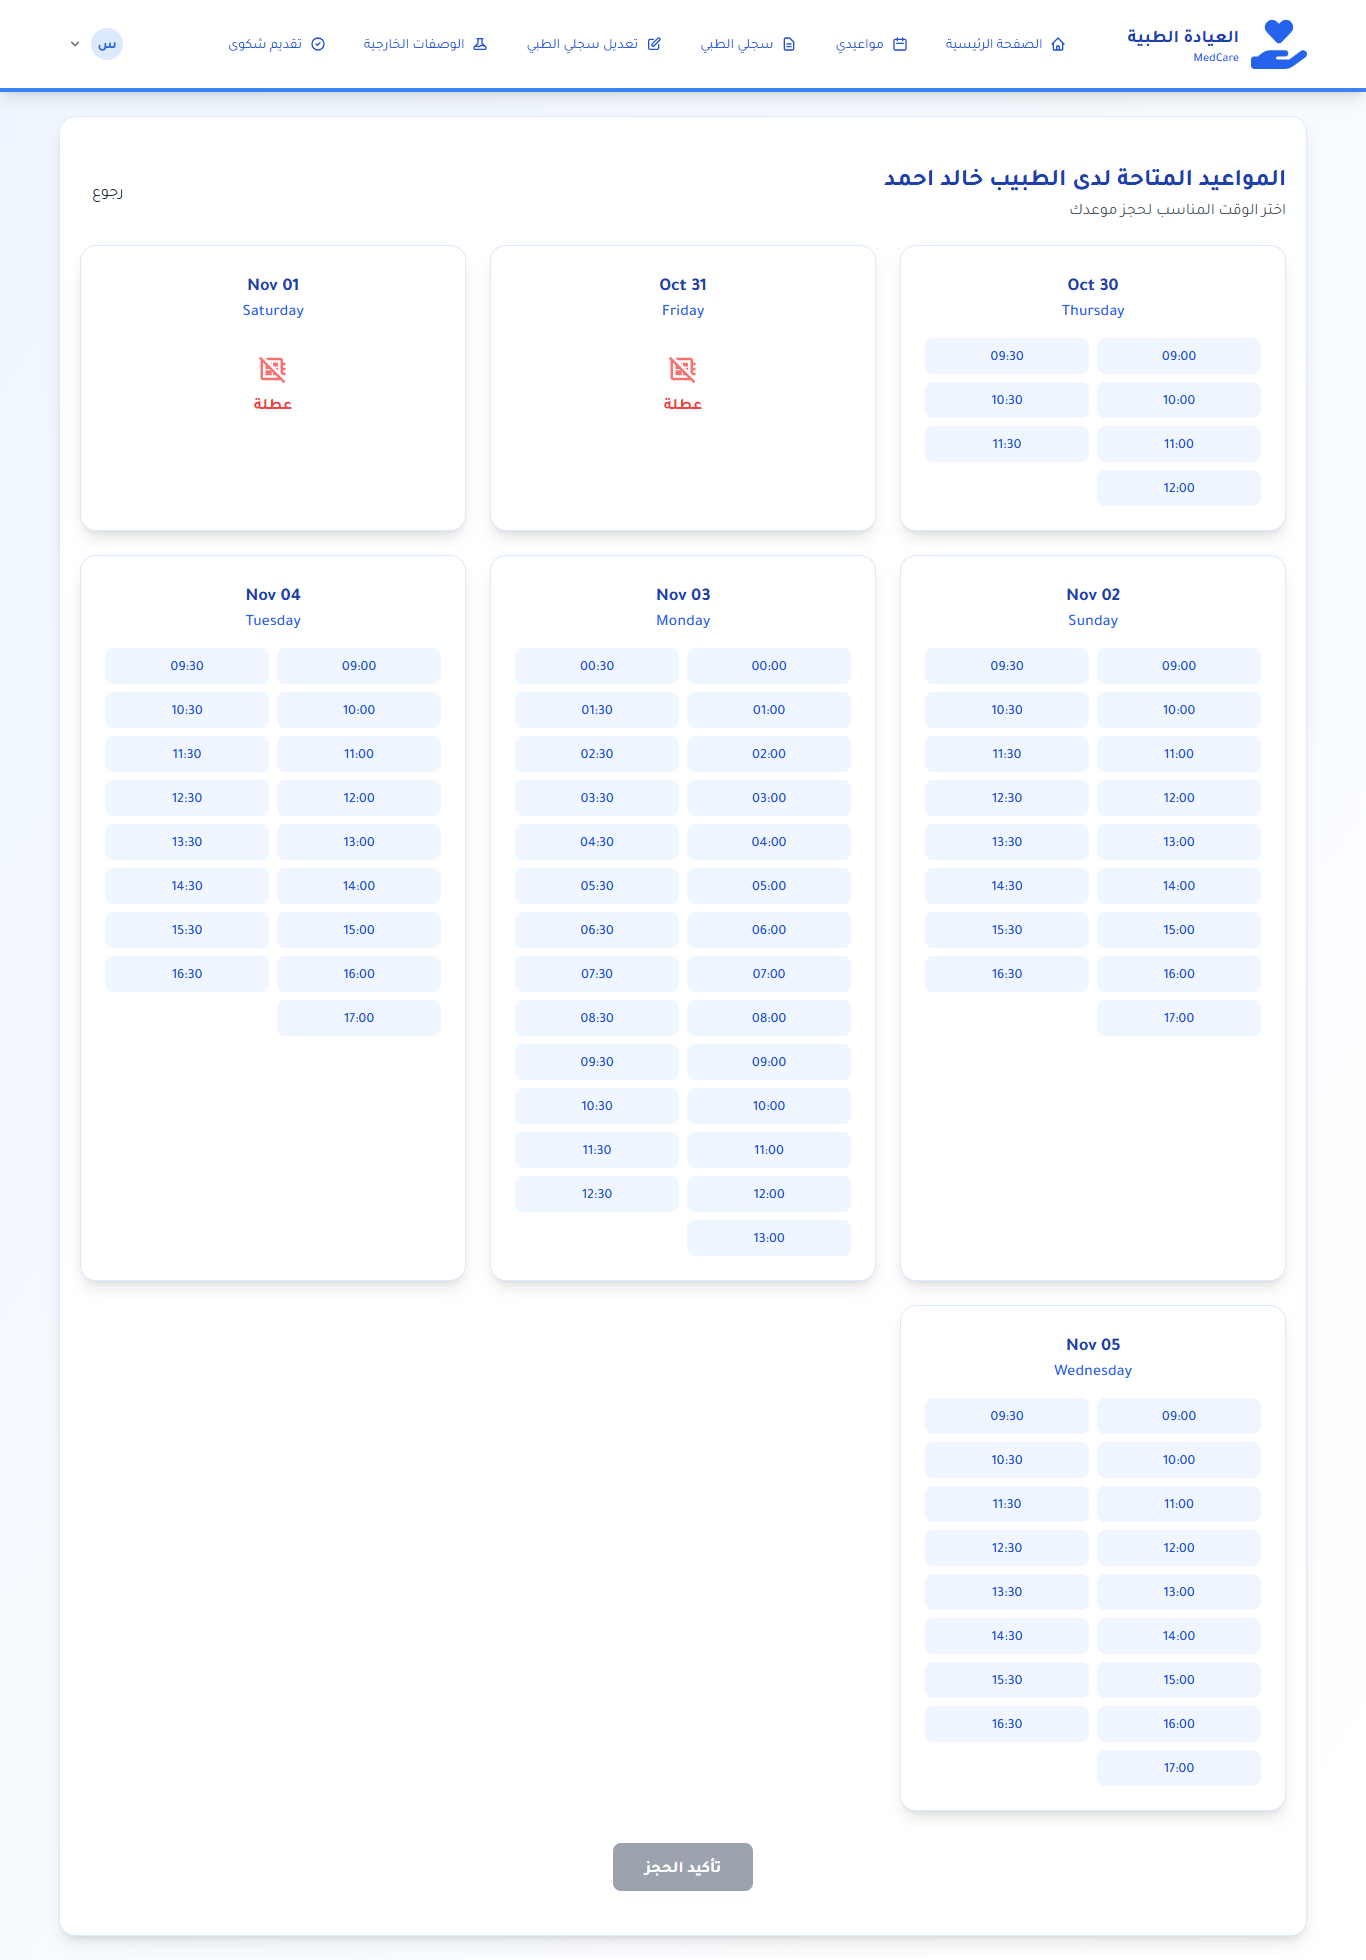 العيادة الطبية
MedCare
الصفحة الرئيسية
مواعيدي
سجلي الطبي
تعديل سجلي الطبي
الوصفات الخارجية
تقديم شكوى
س
المواعيد المتاحة لدى الطبيب خالد احمد
اختر الوقت المناسب لحجز موعدك
رجوع
Oct 30
Thursday
09:00 09:30
10:00 10:30
11:00 11:30
12:00
Oct 31
Friday
عطلة
Nov 01
Saturday
عطلة
Nov 02
Sunday
09:00 09:30
10:00 10:30
11:00 11:30
12:00 12:30
13:00 13:30
14:00 14:30
15:00 15:30
16:00 16:30
17:00
Nov 03
Monday
00:00 00:30
01:00 01:30
02:00 02:30
03:00 03:30
04:00 04:30
05:00 05:30
06:00 06:30
07:00 07:30
08:00 08:30
09:00 09:30
10:00 10:30
11:00 11:30
12:00 12:30
13:00
Nov 04
Tuesday
09:00 09:30
10:00 10:30
11:00 11:30
12:00 12:30
13:00 13:30
14:00 14:30
15:00 15:30
16:00 16:30
17:00
Nov 05
Wednesday
09:00 09:30
10:00 10:30
11:00 11:30
12:00 12:30
13:00 13:30
14:00 14:30
15:00 15:30
16:00 16:30
17:00
تأكيد الحجز